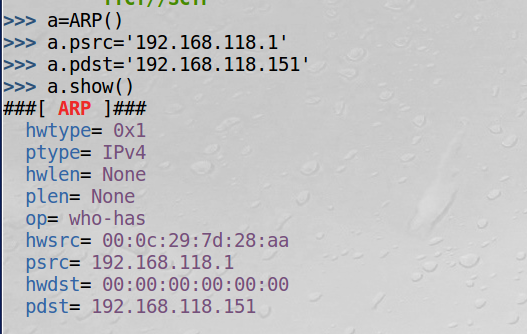 >>> a=ARP()
>>> a.psrc='192.168.118.1'
>>> a.pdst='192.168.118.151'
>>> a.show()
###[ ARP ]###
hwtype= 0x1
ptype= IPv4
hwlen= None
plen= None
op= who-has
hwsrc= 00:0c:29:7d:28:aa
psrc= 192.168.118.1
hwdst= 00:00:00:00:00:00
pdst= 192.168.118.151